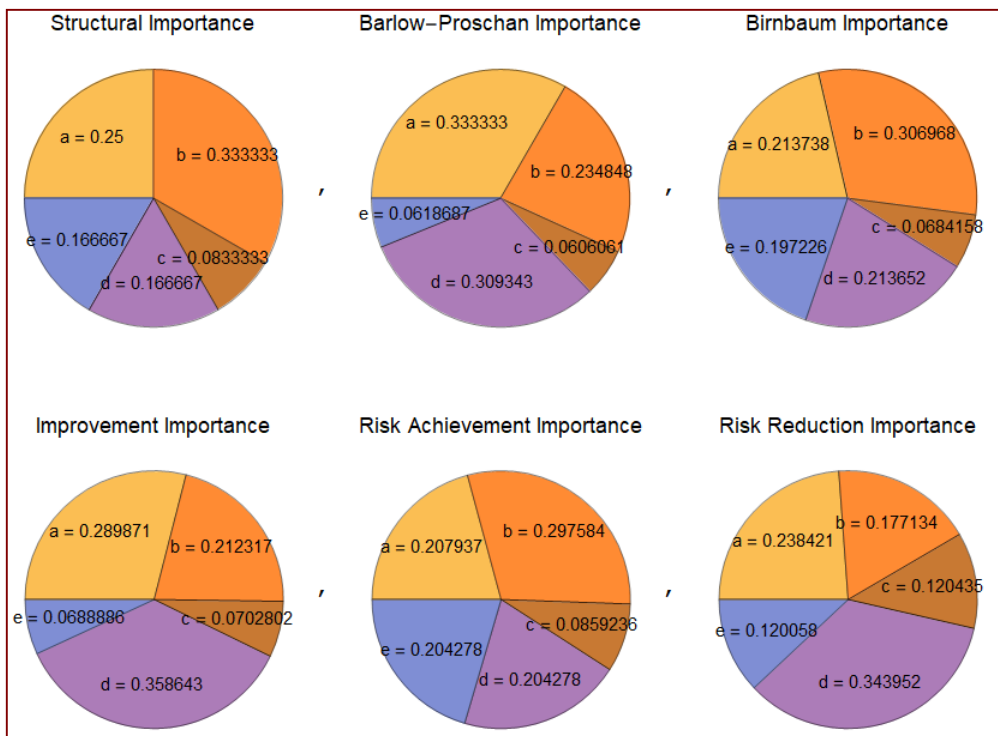 Structural Importance
a = 0.25
b = 0.333333
e = 0.166667
c = 0.0833333
d = 0.166667
,
Barlow–Proschan Importance
a = 0.333333
b = 0.234848
e = 0.0618687
c = 0.0606061
d = 0.309343
,
Birnbaum Importance
b = 0.306968
a = 0.213738
c = 0.0684158
e = 0.197226
d = 0.213652
Improvement Importance
a = 0.289871
b = 0.212317
e = 0.0688886
c = 0.0702802
d = 0.358643
,
Risk Achievement Importance
b = 0.297584
a = 0.207937
c = 0.0859236
e = 0.204278
d = 0.204278
,
Risk Reduction Importance
b = 0.177134
a = 0.238421
c = 0.120435
e = 0.120058
d = 0.343952